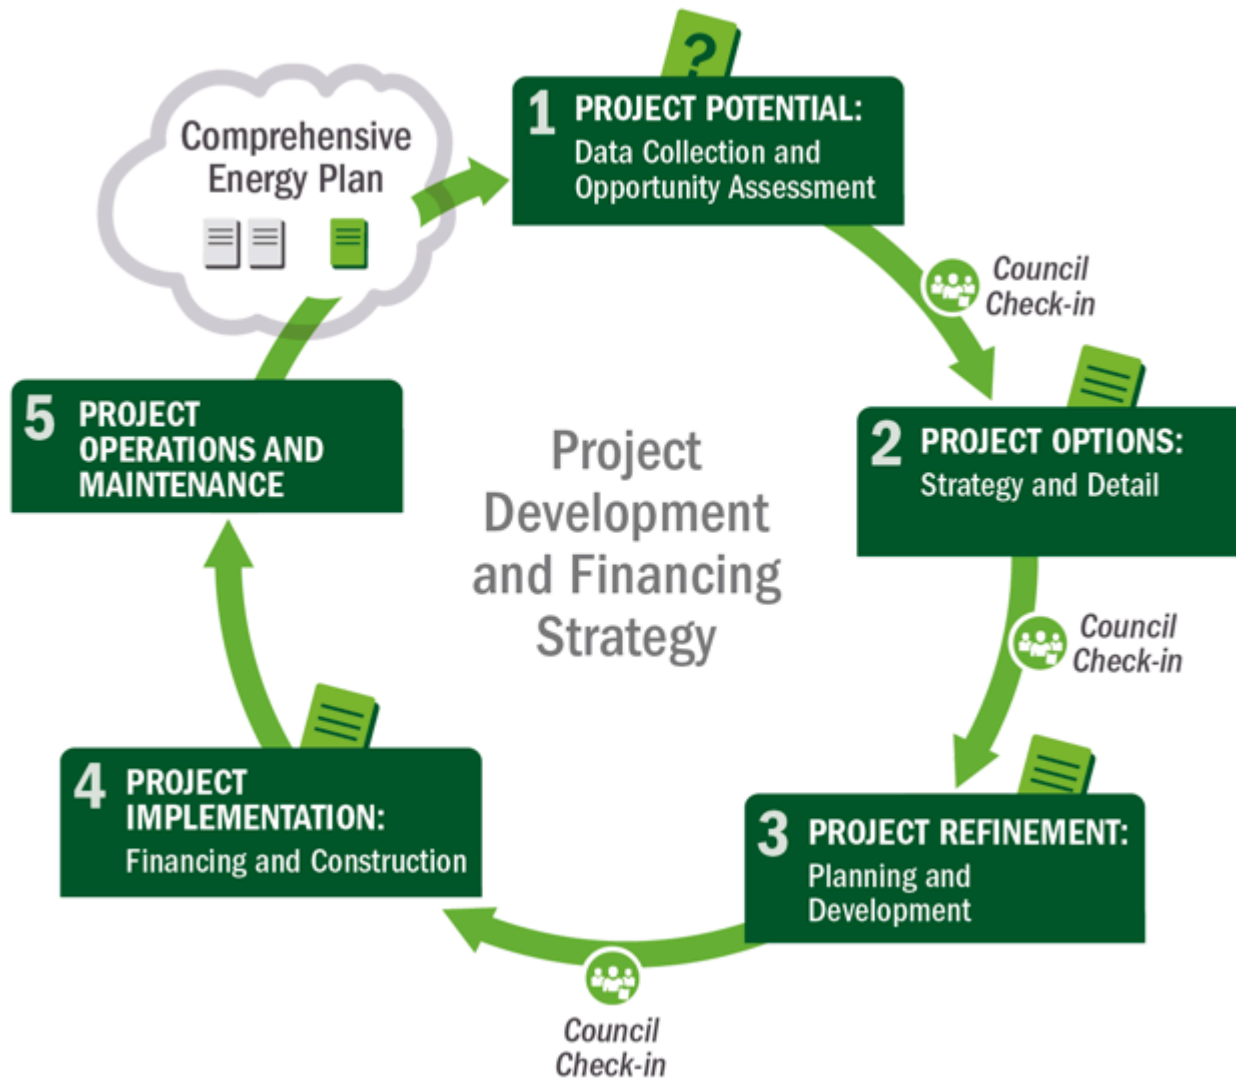 Comprehensive
Energy Plan
?
1 PROJECT POTENTIAL:
Data Collection and
Opportunity Assessment
Council
Check-in
2 PROJECT OPTIONS:
Strategy and Detail
Council
Check-in
3 PROJECT REFINEMENT:
Planning and
Development
Council
Check-in
4 PROJECT
IMPLEMENTATION:
Financing and Construction
5 PROJECT
OPERATIONS AND
MAINTENANCE
Project
Development
and Financing
Strategy